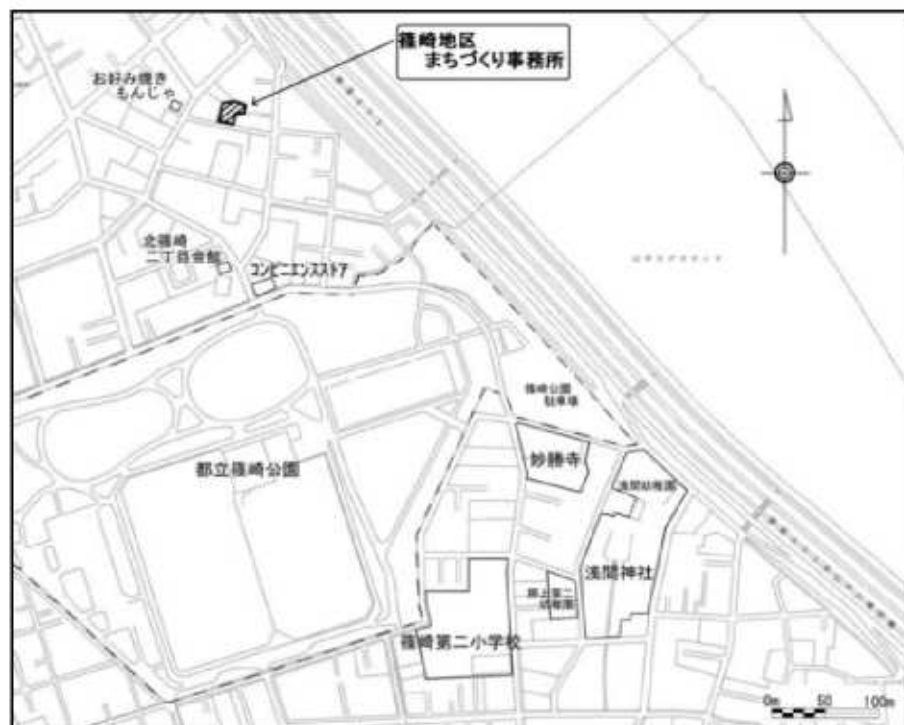 篠崎地区
まちづくり事務所
お好み焼き
もんじゃ
北篠崎
二丁目会館
コンビニエンスストア
篠崎公園
駐車場
妙勝寺
都立篠崎公園
浅間幼稚園
浅間神社
幼稚園
篠崎第二小学校
0m 50 100m